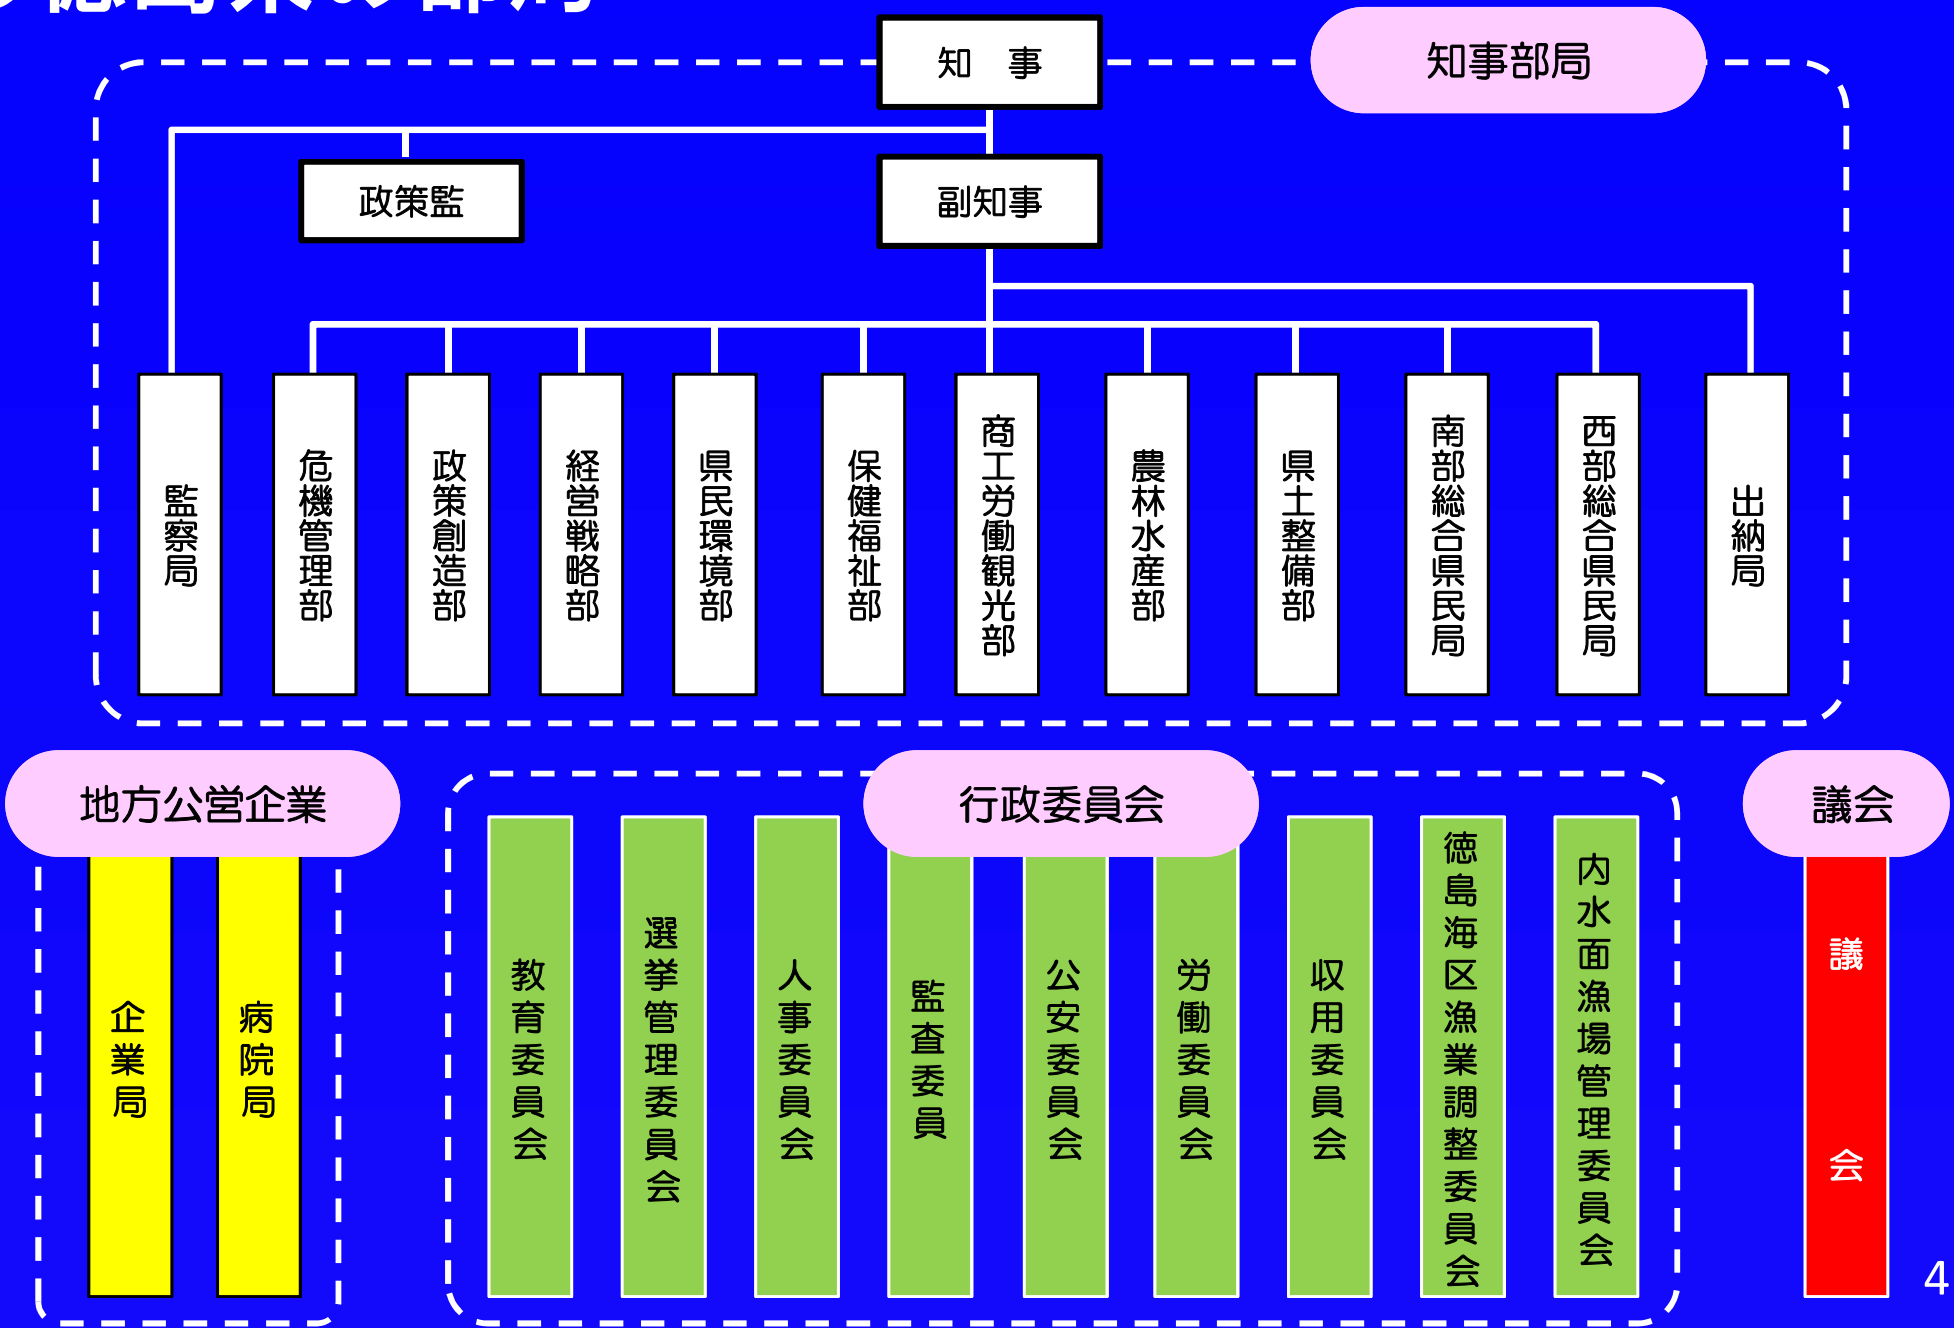 徳島県の部局
知　事
知事部局
政策監
副知事
監察局
危機管理部
政策創造部
経営戦略部
県民環境部
保健福祉部
商工労働観光部
農林水産部
県土整備部
南部総合県民局
西部総合県民局
出納局
地方公営企業
行政委員会
議会
企業局
病院局
教育委員会
選挙管理委員会
人事委員会
監査委員
公安委員会
労働委員会
収用委員会
徳島海区漁業調整委員会
内水面漁場管理委員会
議会
4